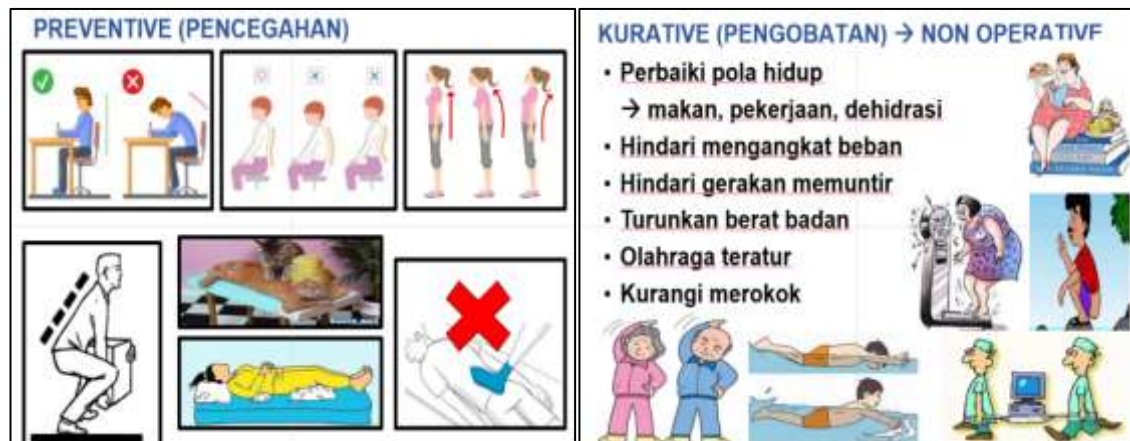 PREVENTIVE (PENCEGAHAN)
KURATIVE (PENGOBATAN) → NON OPERATIVE
• Perbaiki pola hidup
→ makan, pekerjaan, dehidrasi
• Hindari mengangkat beban
• Hindari gerakan memuntir
• Turunkan berat badan
• Olahraga teratur
• Kurangi merokok